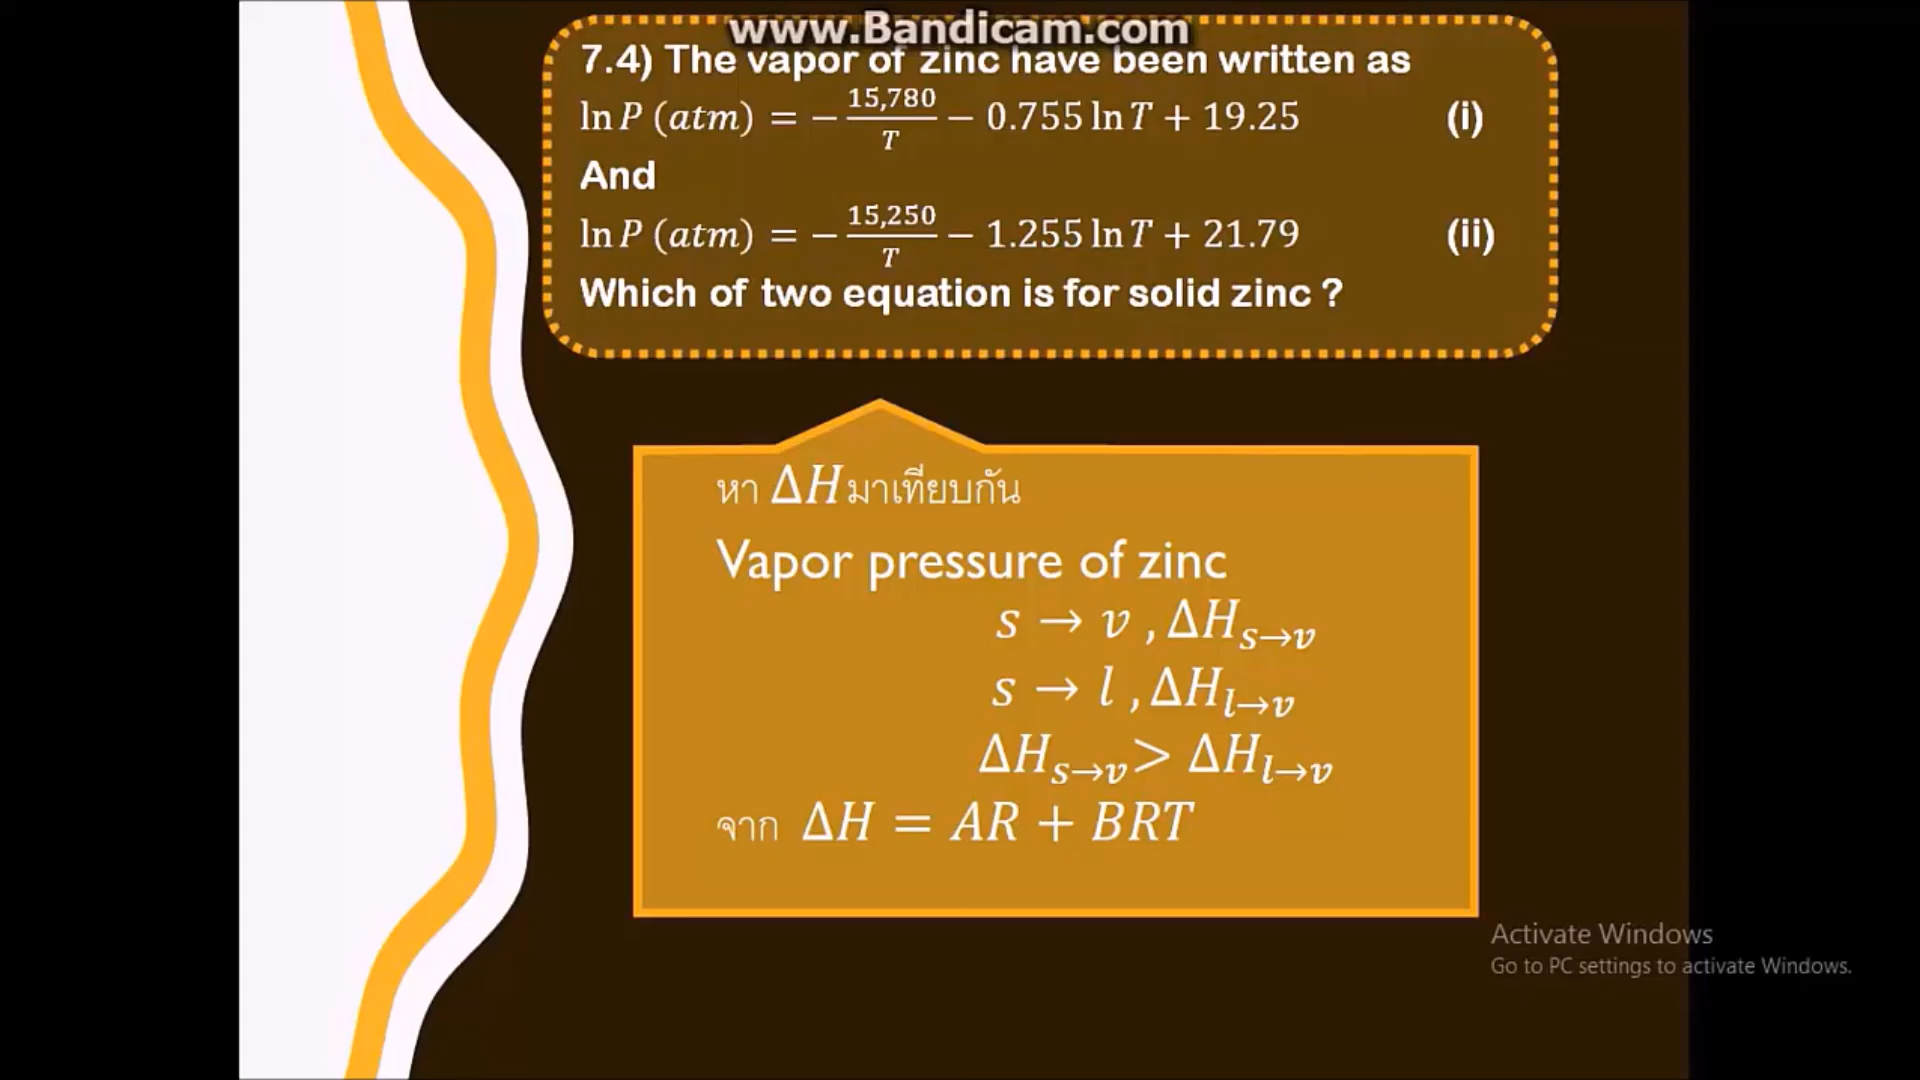 www.Bandicam.com
7.4) The vapor of zinc have been written as
ln P (atm) = − 15,780/T − 0.755 ln T + 19.25 (i)
And
ln P (atm) = − 15,250/T − 1.255 ln T + 21.79 (ii)
Which of two equation is for solid zinc ?
หา ΔH มาเทียบกัน
Vapor pressure of zinc
s → v , ΔH_{s→v}
s → l , ΔH_{l→v}
ΔH_{s→v} > ΔH_{l→v}
จาก ΔH = AR + BRT
Activate Windows
Go to PC settings to activate Windows.